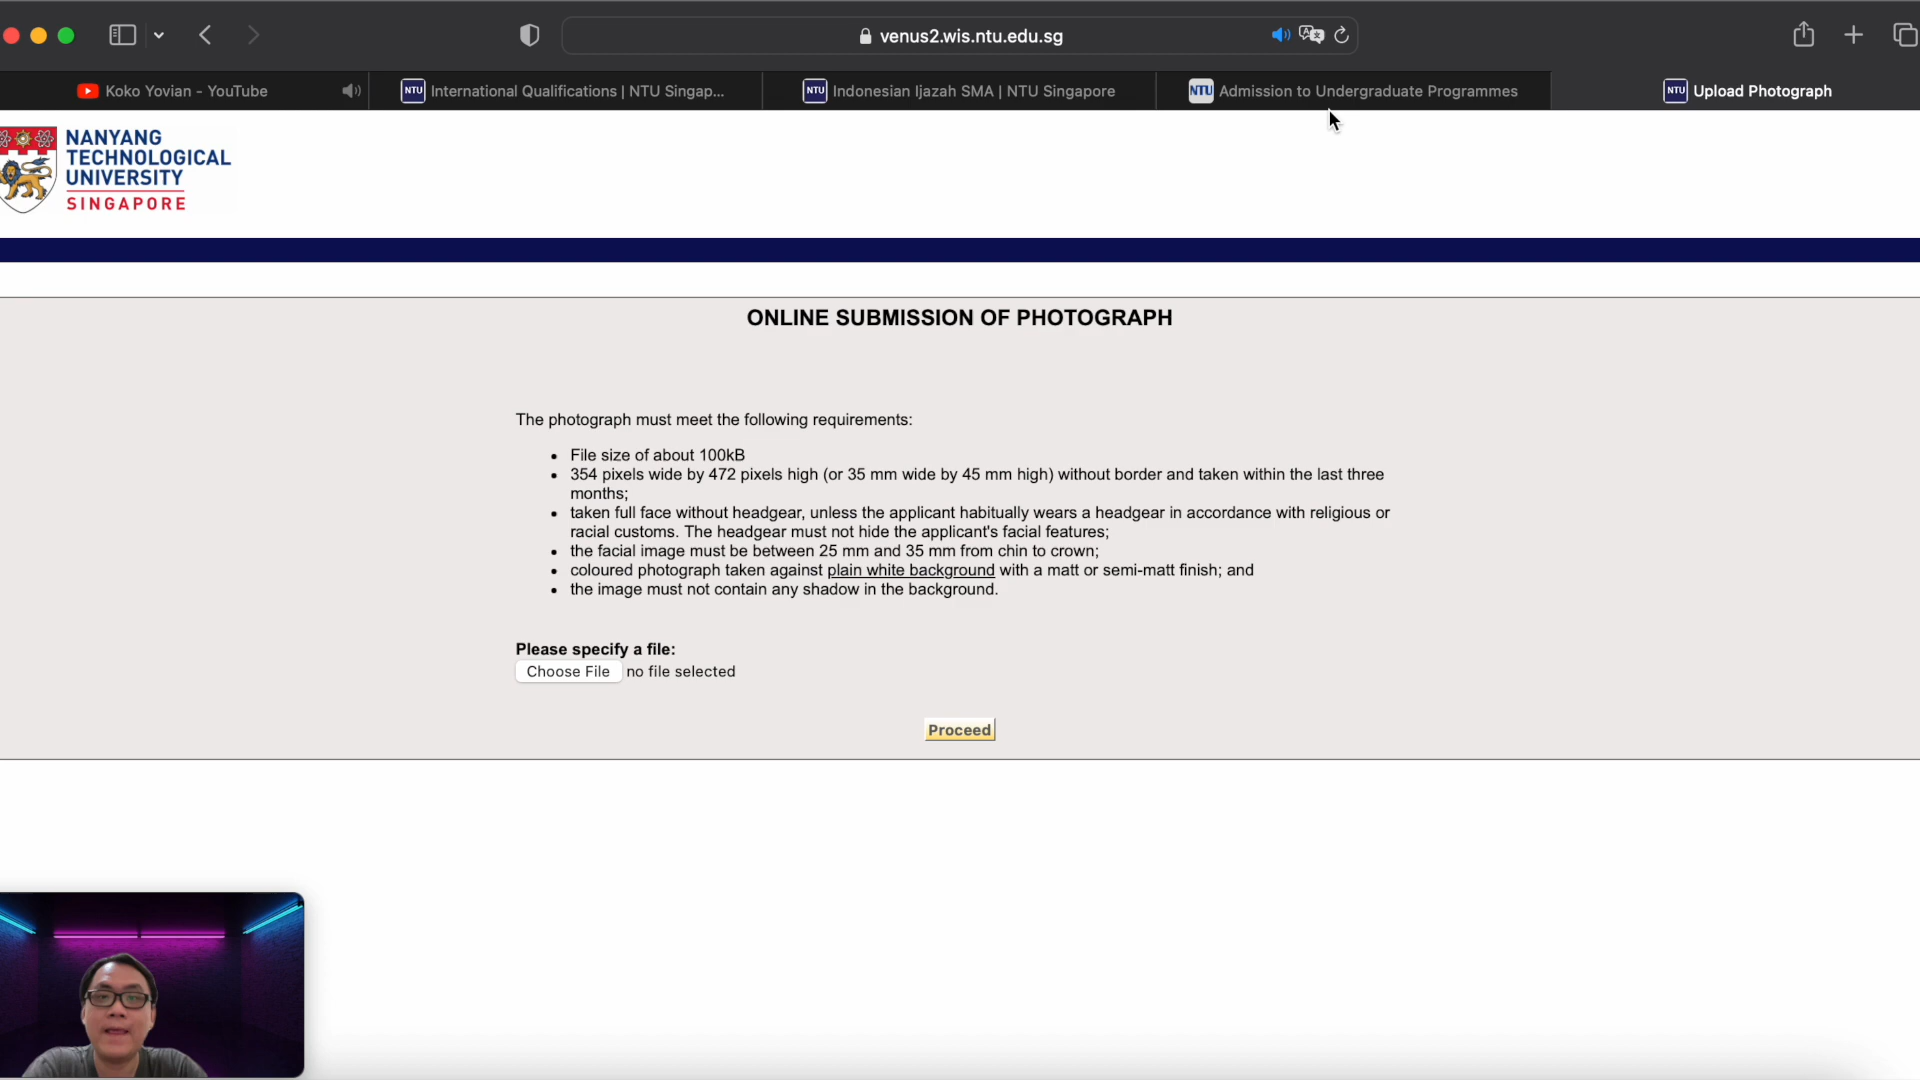 venus2.wis.ntu.edu.sg
Koko Yovian - YouTube
NTU International Qualifications | NTU Singap...
NTU Indonesian Ijazah SMA | NTU Singapore
NTU Admission to Undergraduate Programmes
NTU Upload Photograph
NANYANG
TECHNOLOGICAL
UNIVERSITY
SINGAPORE
ONLINE SUBMISSION OF PHOTOGRAPH
The photograph must meet the following requirements:
• File size of about 100kB
• 354 pixels wide by 472 pixels high (or 35 mm wide by 45 mm high) without border and taken within the last three
months;
• taken full face without headgear, unless the applicant habitually wears a headgear in accordance with religious or
racial customs. The headgear must not hide the applicant's facial features;
• the facial image must be between 25 mm and 35 mm from chin to crown;
• coloured photograph taken against plain white background with a matt or semi-matt finish; and
• the image must not contain any shadow in the background.
Please specify a file:
Choose File no file selected
Proceed